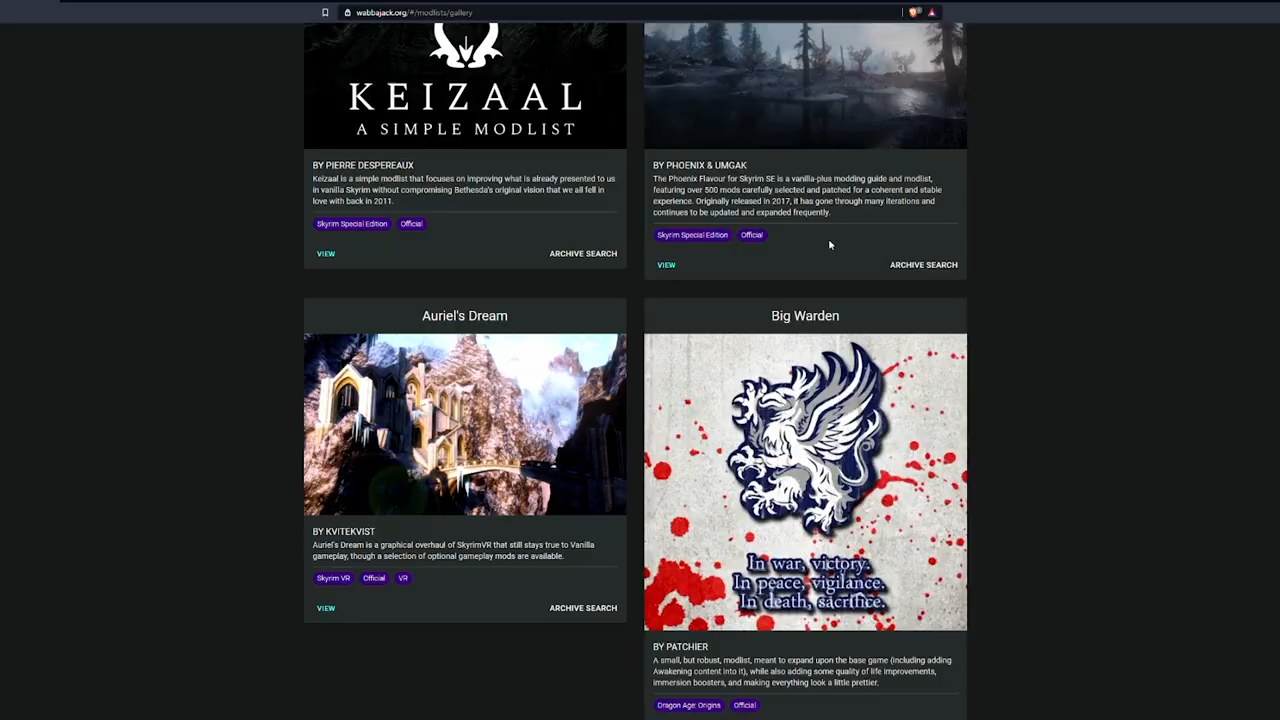 wabbajack.org/#/modlists/gallery
KEIZAAL
A SIMPLE MODLIST
BY PIERRE DESPEREAUX
Keizaal is a simple modlist that focuses on improving what is already presented to us
in vanilla Skyrim without compromising Bethesda's original vision that we all fell in
love with back in 2011.
Skyrim Special Edition Official
VIEW ARCHIVE SEARCH
BY PHOENIX & UMGAK
The Phoenix Flavour for Skyrim SE is a vanilla-plus modding guide and modlist,
featuring over 500 mods carefully selected and patched for a coherent and stable
experience. Originally released in 2017, it has gone through many iterations and
continues to be updated and expanded frequently.
Skyrim Special Edition Official
VIEW ARCHIVE SEARCH
Auriel's Dream
BY KVITEKVIST
Auriel's Dream is a graphical overhaul of SkyrimVR that still stays true to Vanilla
gameplay, though a selection of optional gameplay mods are available.
Skyrim VR Official VR
VIEW ARCHIVE SEARCH
Big Warden
In war, victory.
In peace, vigilance.
In death, sacrifice.
BY PATCHIER
A small, but robust, modlist, meant to expand upon the base game (including adding
Awakening content into it), while also adding some quality of life improvements,
immersion boosters, and making everything look a little prettier.
Dragon Age: Origins Official